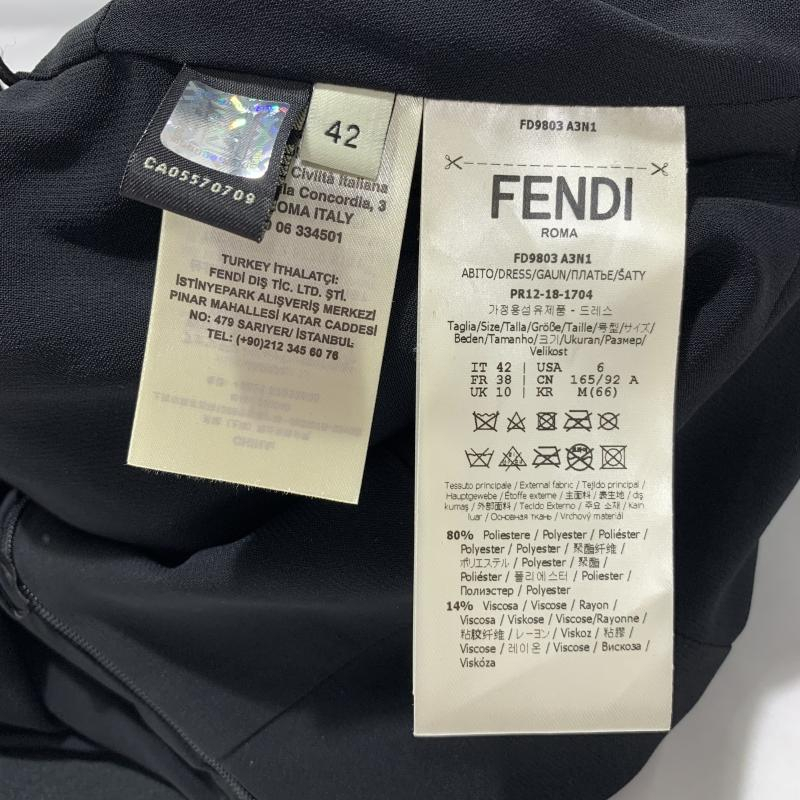 42
CA05570709
Civiltà Italiana
Concordia, 3
ROMA ITALY
06 334501
TURKEY İTHALATÇI:
FENDİ DIŞ TİC. LTD. ŞTİ.
İSTİNYEPARK ALIŞVERİŞ MERKEZİ
PINAR MAHALLESİ KATAR CADDESİ
NO: 479 SARIYER/ İSTANBUL
TEL: (+90)212 345 60 76
FD9803 A3N1
FENDI
ROMA
FD9803 A3N1
ABITO/DRESS/GAUN/ПЛАТЬЕ/ŠATY
PR12-18-1704
가정용섬유제품 - 드레스
Taglia/Size/Talla/Größe/Taille/号型/サイズ/
Beden/Tamanho/크기/Ukuran/Размер/
Velikost
IT 42 | USA 6
FR 38 | CN 165/92 A
UK 10 | KR M(66)
Tessuto principale / External fabric / Tejido principal /
Hauptgewebe / Étoffe externe / 主面料 / 表生地 / dış
kumaş / 外部面料 / Tecido Externo / 주요 소재 / Kain
luar / Основная ткань / Vrchový materiál
80% Poliestere / Polyester / Poliéster /
Polyester / Polyester / 聚酯纤维 /
ポリエステル / Polyester / 聚酯 /
Poliéster / 폴리에스터 / Poliester /
Полиэстер / Polyester
14% Viscosa / Viscose / Rayon /
Viscosa / Viskose / Viscose/Rayonne /
粘胶纤维 / レーヨン / Viskoz / 粘膠 /
Viscose / 레이온 / Viscose / Вискоза /
Viskóza